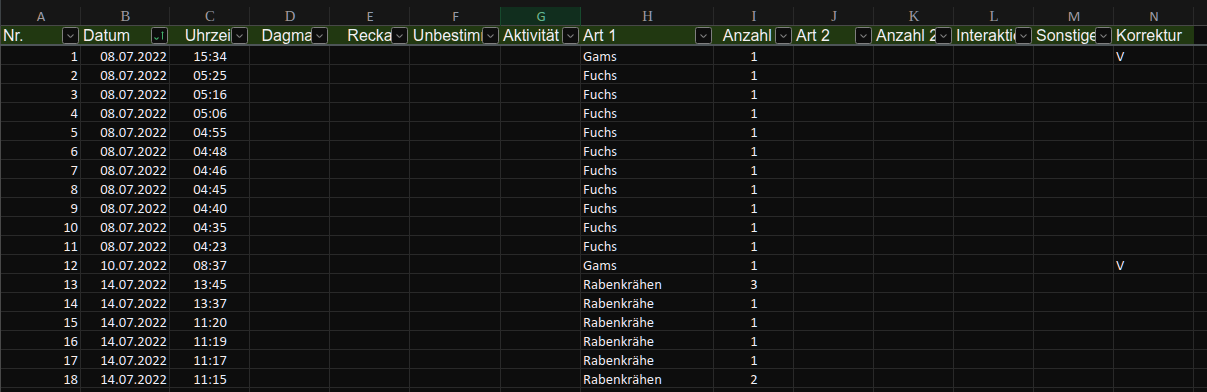 A B C D E F G H I J K L M N
Nr. Datum Uhrzei Dagma Recka Unbestim Aktivität Art 1 Anzahl Art 2 Anzahl 2 Interakti Sonstige Korrektur
1 08.07.2022 15:34 Gams 1 V
2 08.07.2022 05:25 Fuchs 1
3 08.07.2022 05:16 Fuchs 1
4 08.07.2022 05:06 Fuchs 1
5 08.07.2022 04:55 Fuchs 1
6 08.07.2022 04:48 Fuchs 1
7 08.07.2022 04:46 Fuchs 1
8 08.07.2022 04:45 Fuchs 1
9 08.07.2022 04:40 Fuchs 1
10 08.07.2022 04:35 Fuchs 1
11 08.07.2022 04:23 Fuchs 1
12 10.07.2022 08:37 Gams 1 V
13 14.07.2022 13:45 Rabenkrähen 3
14 14.07.2022 13:37 Rabenkrähe 1
15 14.07.2022 11:20 Rabenkrähe 1
16 14.07.2022 11:19 Rabenkrähe 1
17 14.07.2022 11:17 Rabenkrähe 1
18 14.07.2022 11:15 Rabenkrähen 2